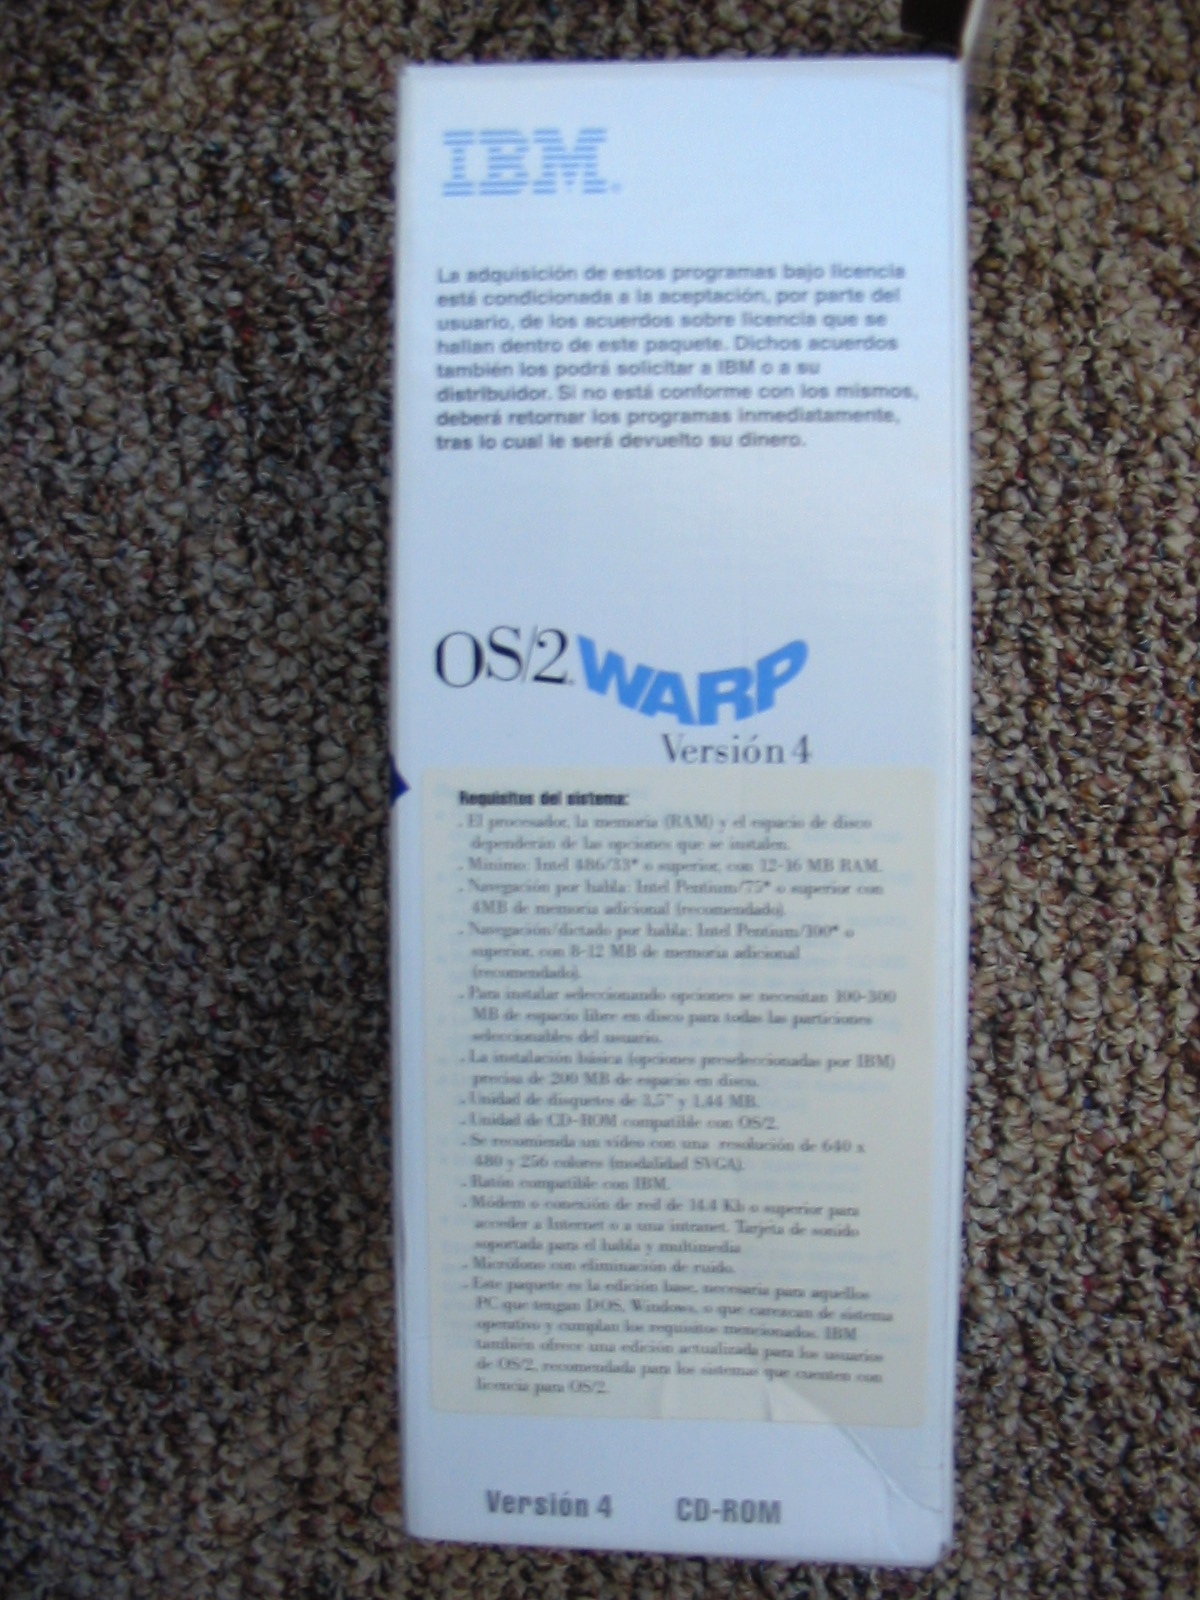 IBM®
La adquisición de estos programas bajo licencia
está condicionada a la aceptación, por parte del
usuario, de los acuerdos sobre licencia que se
hallan dentro de este paquete. Dichos acuerdos
también los podrá solicitar a IBM o a su
distribuidor. Si no está conforme con los mismos,
deberá retornar los programas inmediatamente,
tras lo cual le será devuelto su dinero.
OS/2 WARP
Versión 4
Requisitos del sistema:
. El procesador, la memoria (RAM) y el espacio de disco
dependerán de las opciones que se instalen.
. Mínimo: Intel 486/33* o superior, con 12-16 MB RAM.
. Navegación por habla: Intel Pentium/75* o superior con
4MB de memoria adicional (recomendado).
. Navegación/dictado por habla: Intel Pentium/100* o
superior, con 8-12 MB de memoria adicional
(recomendado).
. Para instalar seleccionando opciones se necesitan 100-300
MB de espacio libre en disco para todas las particiones
seleccionables del usuario.
. La instalación básica (opciones preseleccionadas por IBM)
precisa de 200 MB de espacio en disco.
. Unidad de disquetes de 3,5" y 1,44 MB.
. Unidad de CD-ROM compatible con OS/2.
. Se recomienda un vídeo con una resolución de 640 x
480 y 256 colores (modalidad SVGA).
. Ratón compatible con IBM.
. Módem o conexión de red de 14.4 Kb o superior para
acceder a Internet o a una intranet. Tarjeta de sonido
soportada para el habla y multimedia
. Micrófono con eliminación de ruido.
. Este paquete es la edición base, necesaria para aquellos
PC que tengan DOS, Windows, o que carezcan de sistema
operativo y cumplan los requisitos mencionados. IBM
también ofrece una edición actualizada para los usuarios
de OS/2, recomendada para los sistemas que cuenten con
licencia para OS/2.
Versión 4 CD-ROM